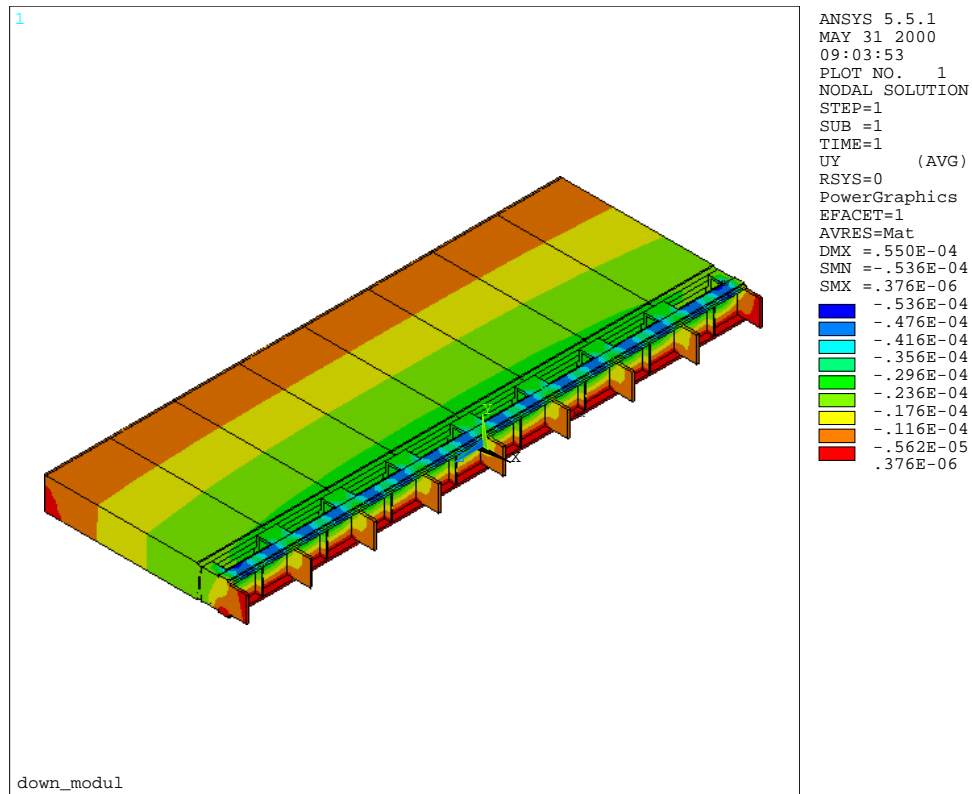 1
ANSYS 5.5.1
MAY 31 2000
09:03:53
PLOT NO. 1
NODAL SOLUTION
STEP=1
SUB =1
TIME=1
UY (AVG)
RSYS=0
PowerGraphics
EFACET=1
AVRES=Mat
DMX =.550E-04
SMN =-.536E-04
SMX =.376E-06
-.536E-04
-.476E-04
-.416E-04
-.356E-04
-.296E-04
-.236E-04
-.176E-04
-.116E-04
-.562E-05
.376E-06
X
down_modul